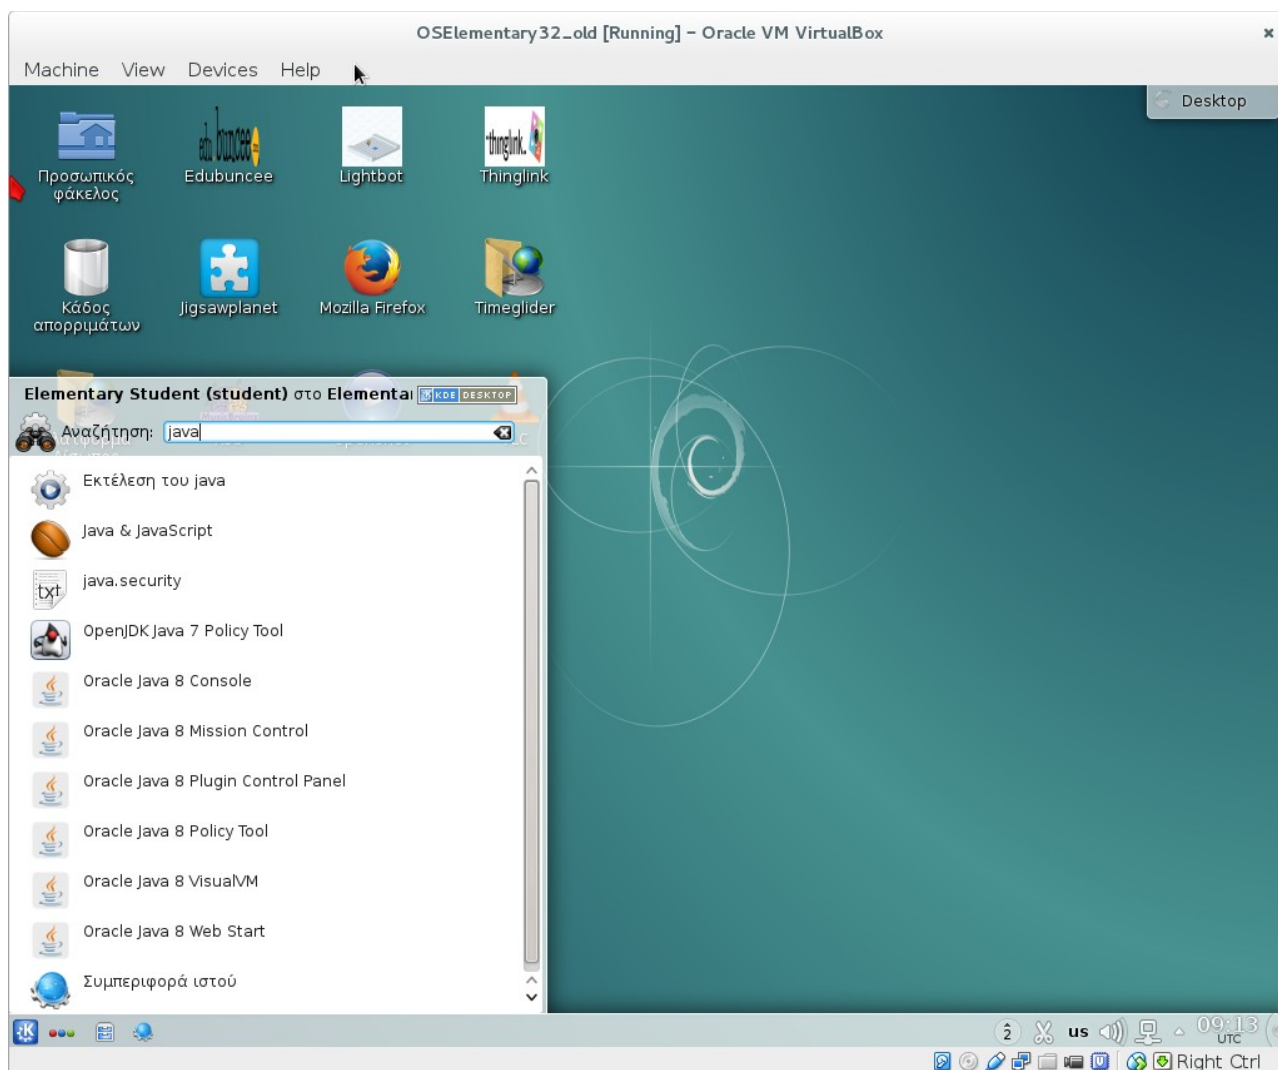 OSElementary32_old [Running] – Oracle VM VirtualBox
Machine View Devices Help
Desktop
edu buncee
thinglink.
Προσωπικός
φάκελος
Edubuncee
Lightbot
Thinglink
Κάδος
απορριμάτων
Jigsawplanet
Mozilla Firefox
Timeglider
Elementary Student (student) στο Elementa
KDE DESKTOP
Αναζήτηση: java
Εκτέλεση του java
Java & JavaScript
txt
java.security
OpenJDK Java 7 Policy Tool
Oracle Java 8 Console
Oracle Java 8 Mission Control
Oracle Java 8 Plugin Control Panel
Oracle Java 8 Policy Tool
Oracle Java 8 VisualVM
Oracle Java 8 Web Start
Συμπεριφορά ιστού
2 us 09:13
UTC
Right Ctrl